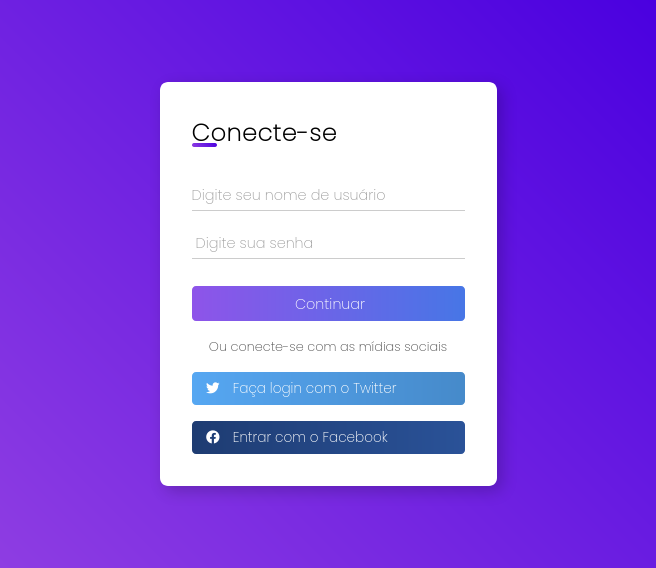 Conecte-se
Digite seu nome de usuário
Digite sua senha
Continuar
Ou conecte-se com as mídias sociais
Faça login com o Twitter
Entrar com o Facebook